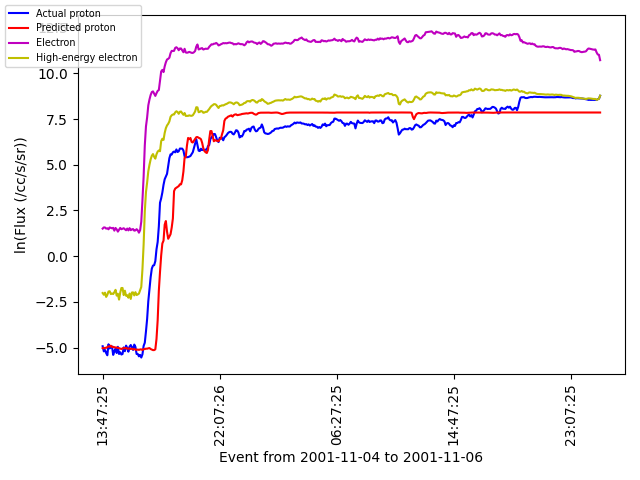 Actual proton
Predicted proton
Electron
High-energy electron
10.0
7.5
5.0
2.5
0.0
−2.5
−5.0
ln(Flux (/cc/s/sr))
13:47:25
22:07:26
06:27:25
14:47:25
23:07:25
Event from 2001-11-04 to 2001-11-06